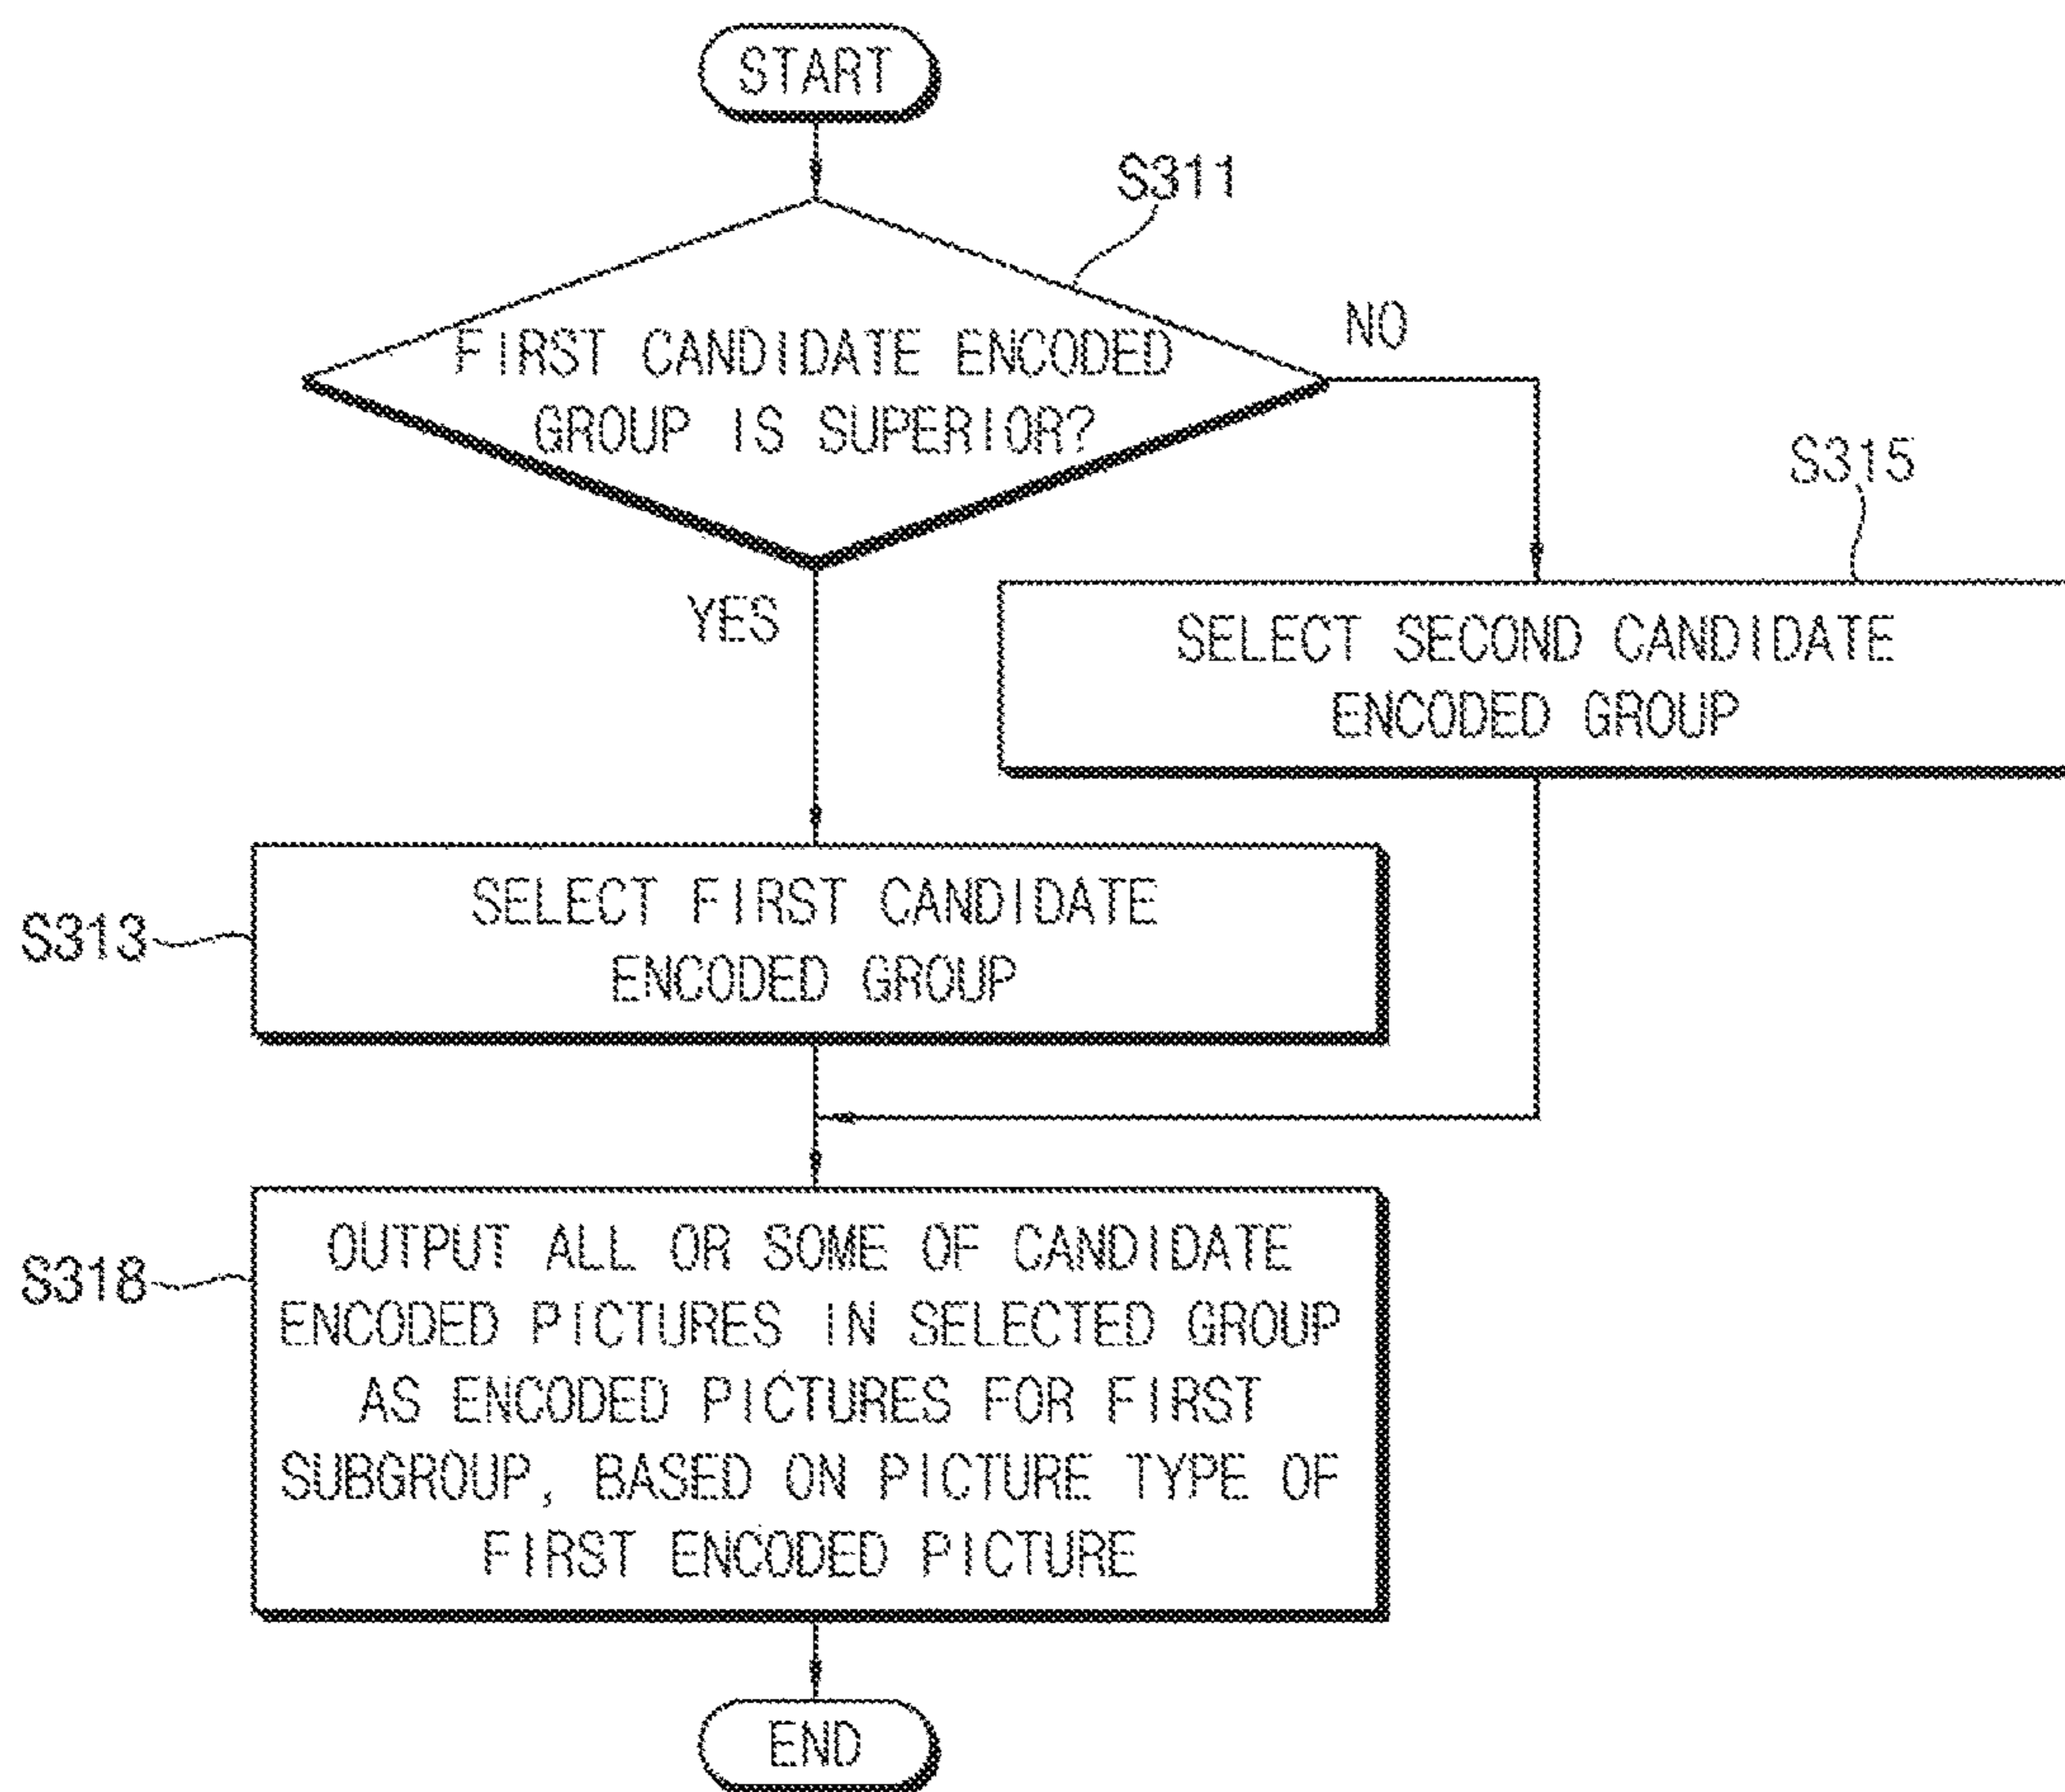 START
S311
FIRST CANDIDATE ENCODED
GROUP IS SUPERIOR?
NO
YES
S315
SELECT SECOND CANDIDATE
ENCODED GROUP
S313
SELECT FIRST CANDIDATE
ENCODED GROUP
S318
OUTPUT ALL OR SOME OF CANDIDATE
ENCODED PICTURES IN SELECTED GROUP
AS ENCODED PICTURES FOR FIRST
SUBGROUP, BASED ON PICTURE TYPE OF
FIRST ENCODED PICTURE
END